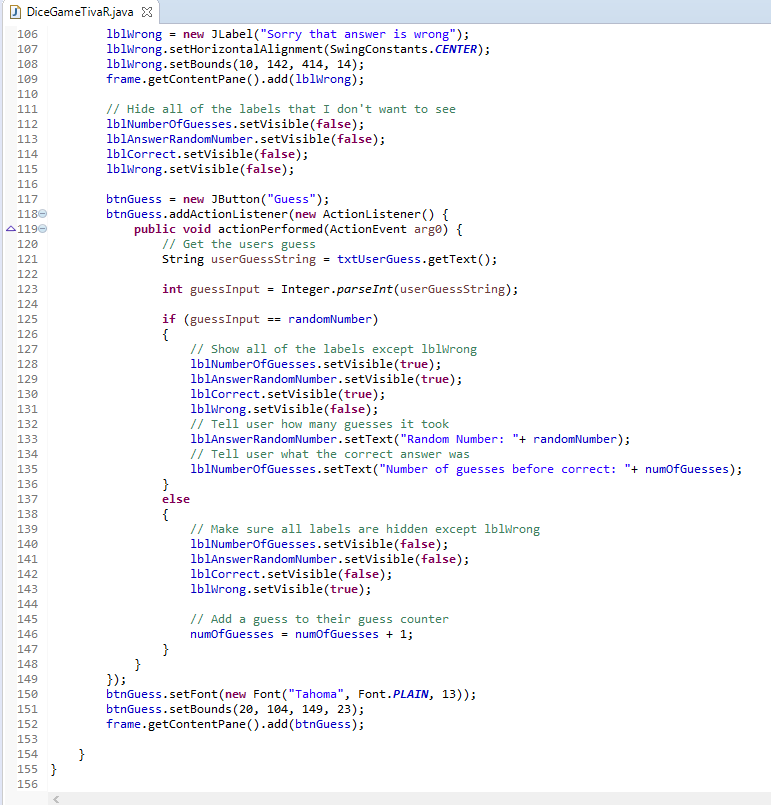 DiceGameTivaR.java
106 lblWrong = new JLabel("Sorry that answer is wrong");
107 lblWrong.setHorizontalAlignment(SwingConstants.CENTER);
108 lblWrong.setBounds(10, 142, 414, 14);
109 frame.getContentPane().add(lblWrong);
110
111 // Hide all of the labels that I don't want to see
112 lblNumberOfGuesses.setVisible(false);
113 lblAnswerRandomNumber.setVisible(false);
114 lblCorrect.setVisible(false);
115 lblWrong.setVisible(false);
116
117 btnGuess = new JButton("Guess");
118 btnGuess.addActionListener(new ActionListener() {
119 public void actionPerformed(ActionEvent arg0) {
120 // Get the users guess
121 String userGuessString = txtUserGuess.getText();
122
123 int guessInput = Integer.parseInt(userGuessString);
124
125 if (guessInput == randomNumber)
126 {
127 // Show all of the labels except lblWrong
128 lblNumberOfGuesses.setVisible(true);
129 lblAnswerRandomNumber.setVisible(true);
130 lblCorrect.setVisible(true);
131 lblWrong.setVisible(false);
132 // Tell user how many guesses it took
133 lblAnswerRandomNumber.setText("Random Number: "+ randomNumber);
134 // Tell user what the correct answer was
135 lblNumberOfGuesses.setText("Number of guesses before correct: "+ numOfGuesses);
136 }
137 else
138 {
139 // Make sure all labels are hidden except lblWrong
140 lblNumberOfGuesses.setVisible(false);
141 lblAnswerRandomNumber.setVisible(false);
142 lblCorrect.setVisible(false);
143 lblWrong.setVisible(true);
144
145 // Add a guess to their guess counter
146 numOfGuesses = numOfGuesses + 1;
147 }
148 }
149 });
150 btnGuess.setFont(new Font("Tahoma", Font.PLAIN, 13));
151 btnGuess.setBounds(20, 104, 149, 23);
152 frame.getContentPane().add(btnGuess);
153
154 }
155 }
156